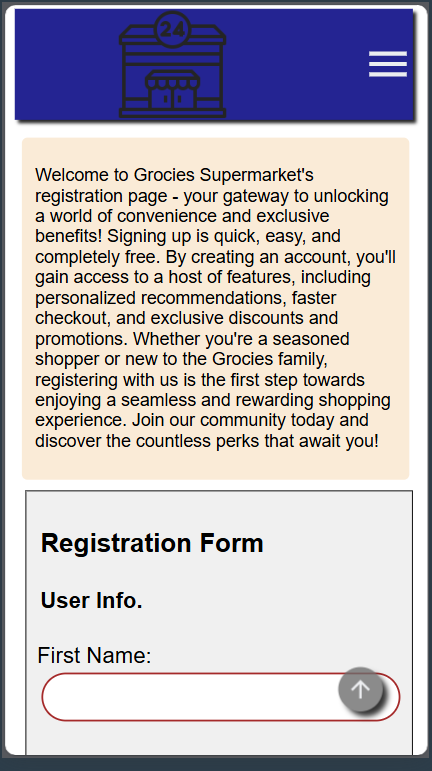 24
Welcome to Grocies Supermarket's
registration page - your gateway to unlocking
a world of convenience and exclusive
benefits! Signing up is quick, easy, and
completely free. By creating an account, you'll
gain access to a host of features, including
personalized recommendations, faster
checkout, and exclusive discounts and
promotions. Whether you're a seasoned
shopper or new to the Grocies family,
registering with us is the first step towards
enjoying a seamless and rewarding shopping
experience. Join our community today and
discover the countless perks that await you!
Registration Form
User Info.
First Name: